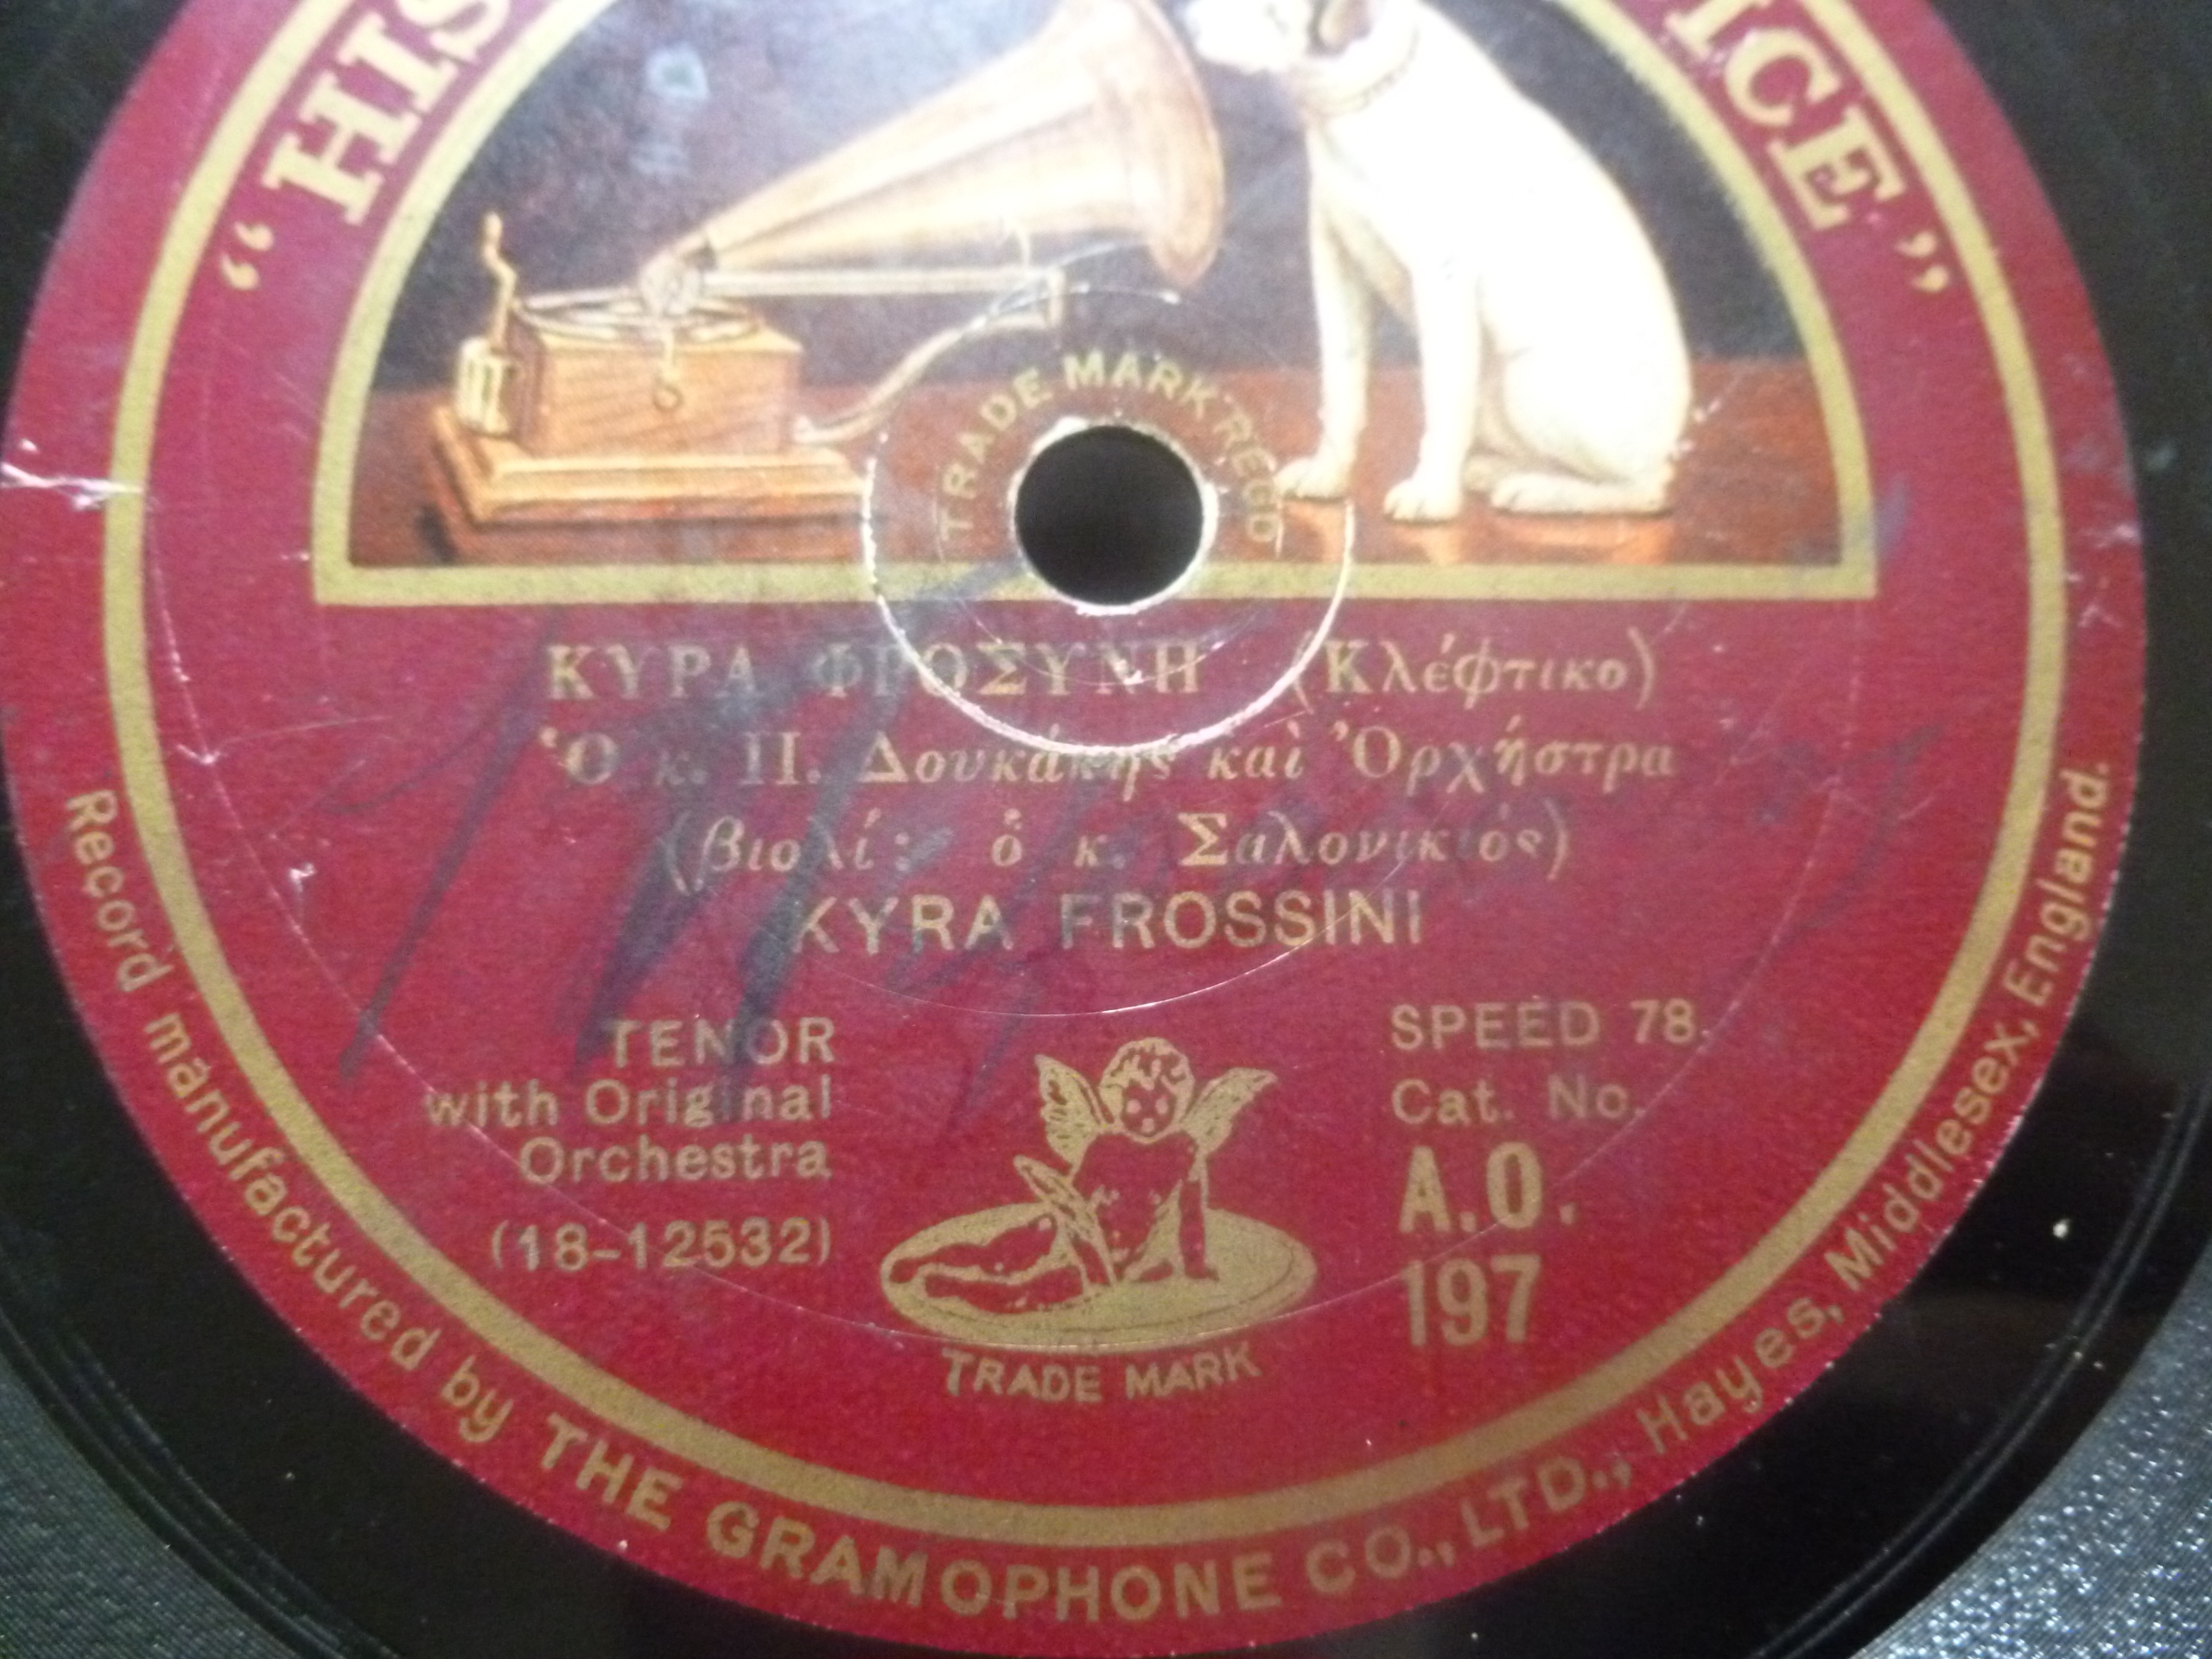 “HIS
ICE”
TRADE MARK REGD
ΚΥΡΑ ΦΡΟΣΥΝΗ (Κλέφτικο)
Ὁ κ. Π. Δουκάκης καὶ Ὀρχήστρα
(βιολί: ὁ κ. Σαλονικιός)
KYRA FROSSINI
TENOR
with Original
Orchestra
(18-12532)
SPEED 78
Cat. No.
A.O.
197
TRADE MARK
Record manufactured by THE GRAMOPHONE CO., LTD., Hayes, Middlesex, England.